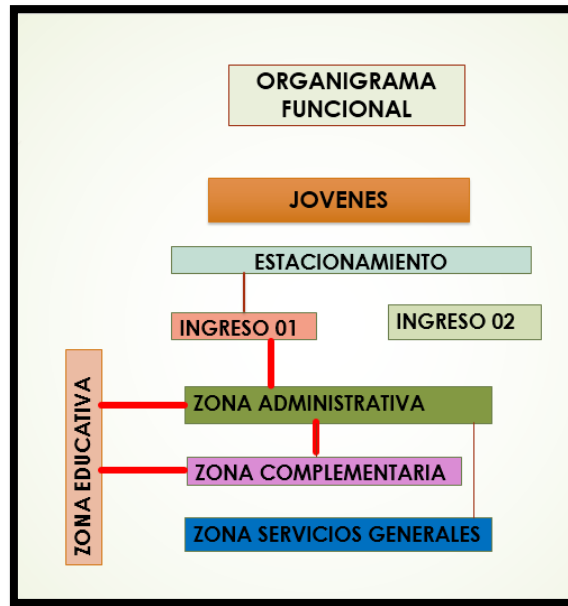 ORGANIGRAMA
FUNCIONAL
JOVENES
ESTACIONAMIENTO
INGRESO 01
INGRESO 02
ZONA EDUCATIVA
ZONA ADMINISTRATIVA
ZONA COMPLEMENTARIA
ZONA SERVICIOS GENERALES